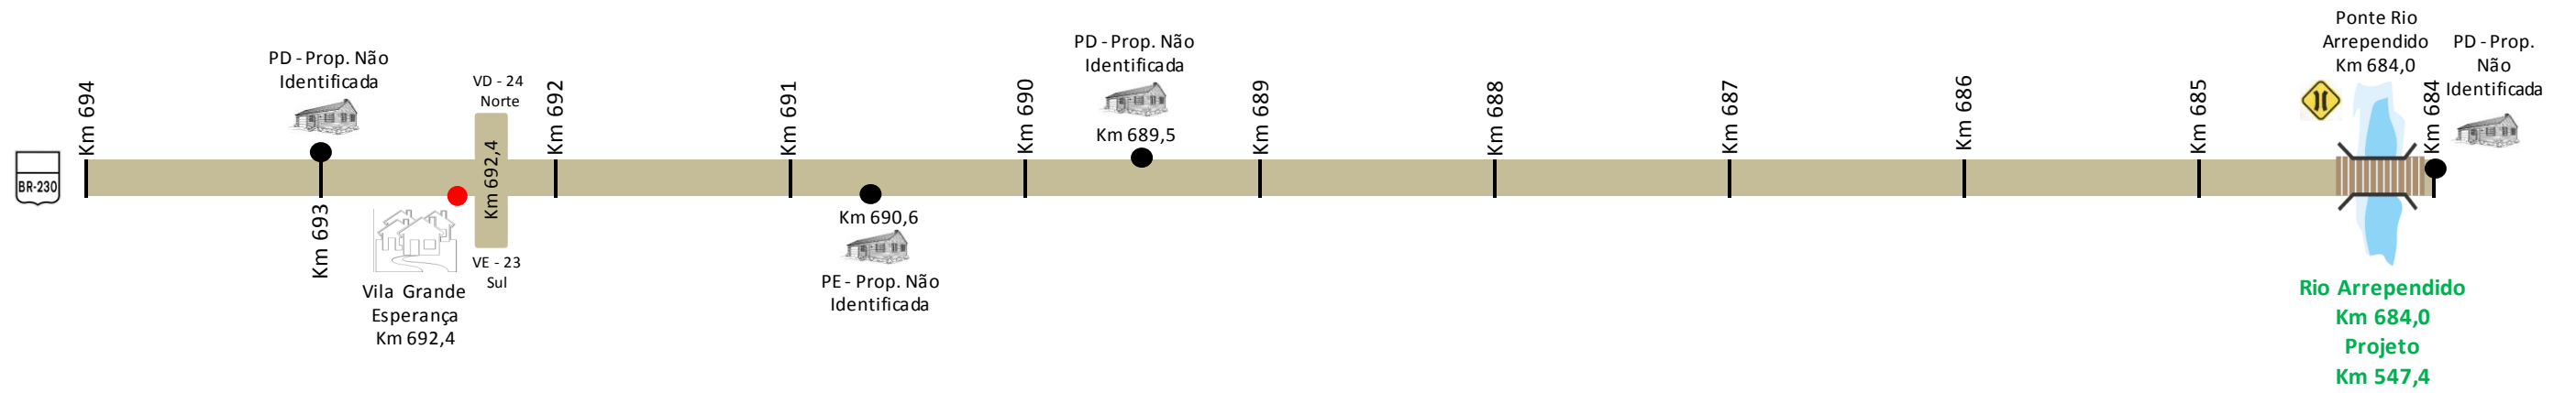 BR-230
Km 694
PD - Prop. Não
Identificada
Km 693
Vila Grande
Esperança
Km 692,4
VD - 24
Norte
Km 692,4
VE - 23
Sul
Km 692
Km 691
Km 690,6
PE - Prop. Não
Identificada
Km 690
PD - Prop. Não
Identificada
Km 689,5
Km 689
Km 688
Km 687
Km 686
Km 685
Ponte Rio
Arrependido
Km 684,0
Km 684
PD - Prop.
Não
Identificada
Rio Arrependido
Km 684,0
Projeto
Km 547,4